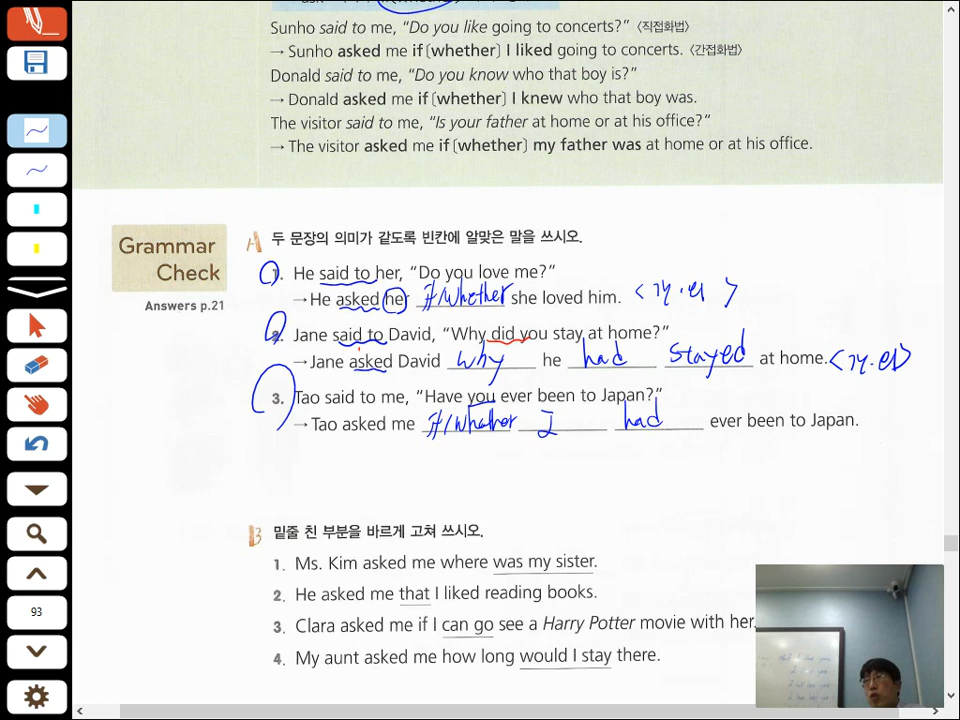 Sunho said to me, “Do you like going to concerts?” 〈직접화법〉
→ Sunho asked me if(whether) I liked going to concerts. 〈간접화법〉
Donald said to me, “Do you know who that boy is?”
→ Donald asked me if(whether) I knew who that boy was.
The visitor said to me, “Is your father at home or at his office?”
→ The visitor asked me if(whether) my father was at home or at his office.
Grammar Check
Answers p.21
A 두 문장의 의미가 같도록 빈칸에 알맞은 말을 쓰시오.
1. He said to her, “Do you love me?”
→ He asked her if/whether she loved him.
2. Jane said to David, “Why did you stay at home?”
→ Jane asked David why he had stayed at home.
3. Tao said to me, “Have you ever been to Japan?”
→ Tao asked me if/whether I had ever been to Japan.
B 밑줄 친 부분을 바르게 고쳐 쓰시오.
1. Ms. Kim asked me where was my sister.
2. He asked me that I liked reading books.
3. Clara asked me if I can go see a Harry Potter movie with her.
4. My aunt asked me how long would I stay there.
93